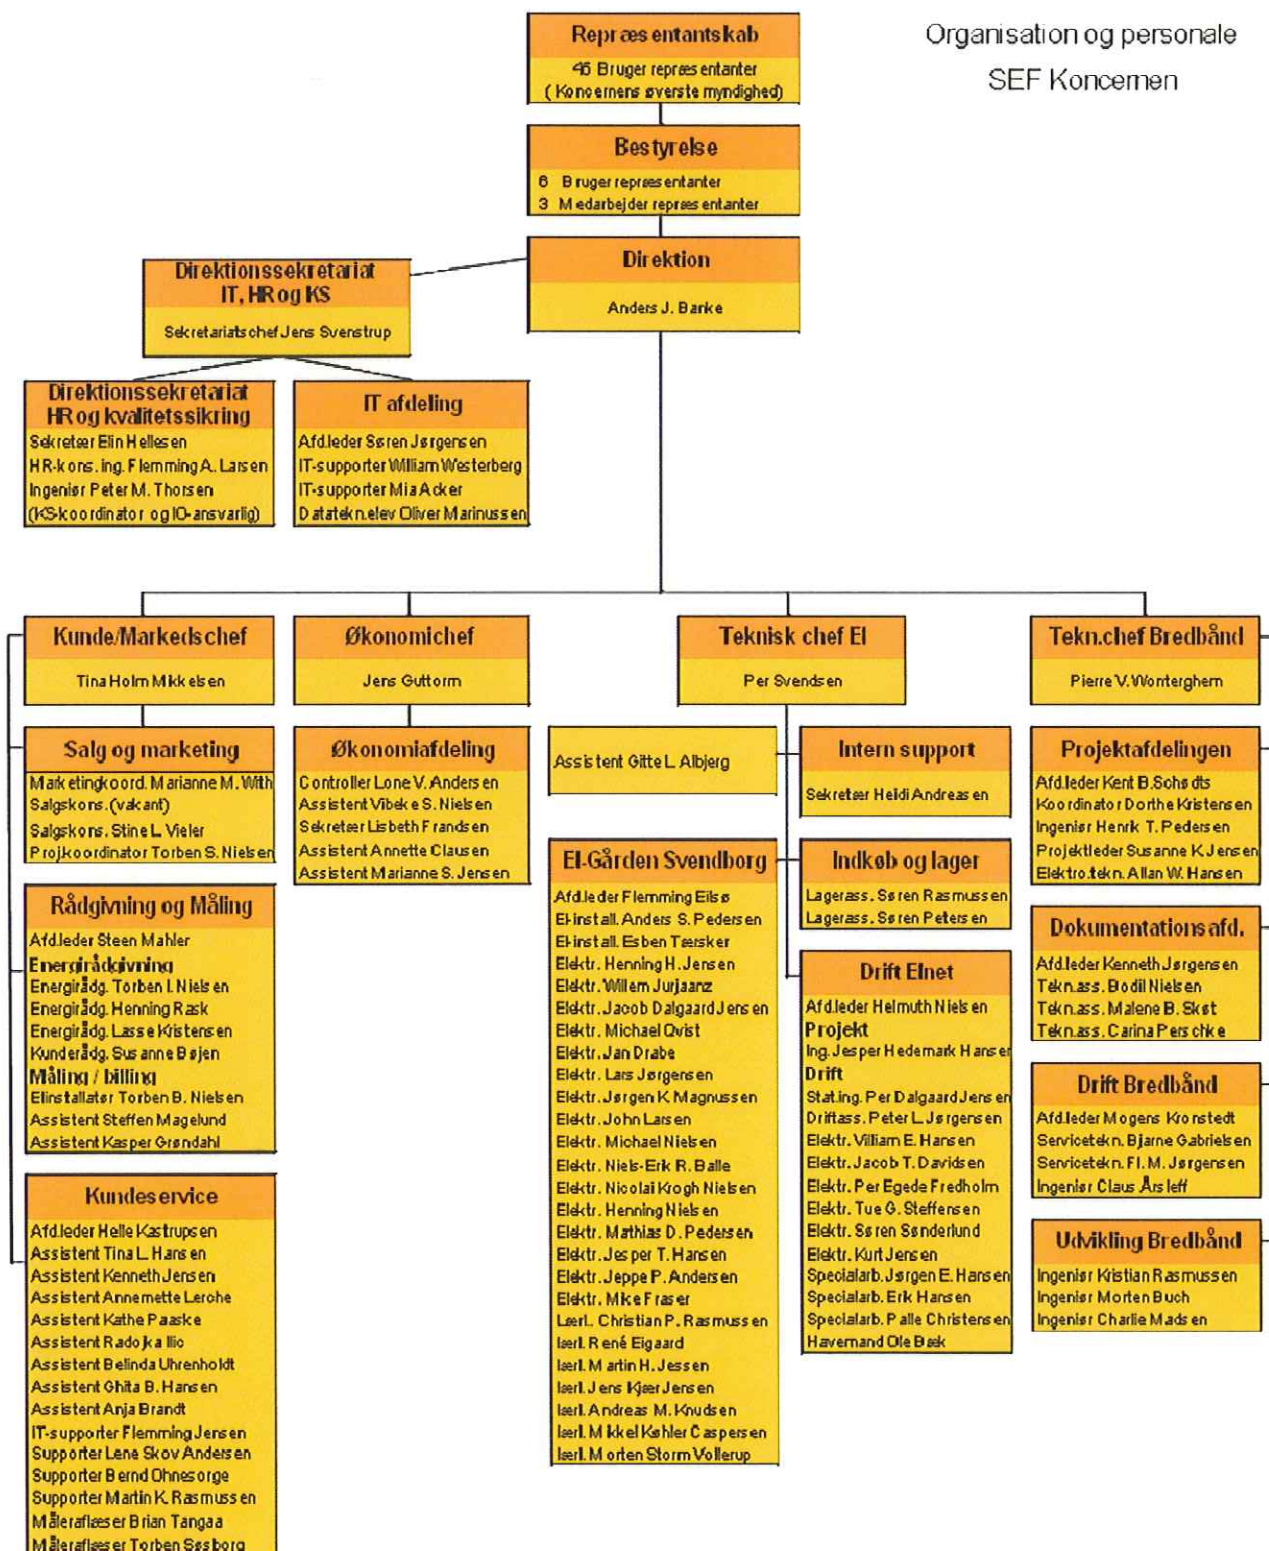 Organisation og personale
SEF Koncernen
Repræsentantskab
46 Bruger repræsentanter
( Koncernens øverste myndighed)
Bestyrelse
6 Bruger repræsentanter
3 Medarbejder repræsentanter
Direktion
Anders J. Banke
Direktionssekretariat
IT, HR og KS
Sekretariatschef Jens Svenstrup
Direktionssekretariat
HR og kvalitetssikring
Sekretær Elin Hellesen
HR-kons. ing. Flemming A. Larsen
Ingeniør Peter M. Thorsen
(KS-koordinator og IO-ansvarlig)
IT afdeling
Afd.leder Søren Jørgensen
IT-supporter William Westerberg
IT-supporter Mia Acker
Datatekn.elev Oliver Marinussen
Kunde/Markedschef
Tina Holm Mikkelsen
Salg og marketing
Marketingkoord. Marianne M. With
Salgskons. (vakant)
Salgskons. Stine L. Vieler
Proj.koordinator Torben S. Nielsen
Rådgivning og Måling
Afd.leder Steen Mahler
Energirådgivning
Energirådg. Torben I. Nielsen
Energirådg. Henning Rask
Energirådg. Lasse Kristensen
Kunderådg. Susanne Bøjen
Måling / billing
Elinstallatør Torben B. Nielsen
Assistent Steffen Magelund
Assistent Kasper Grøndahl
Kundeservice
Afd.leder Helle Kastrupsen
Assistent Tina L. Hansen
Assistent Kenneth Jensen
Assistent Annemette Lerche
Assistent Kathe Paaske
Assistent Radojka Ilic
Assistent Belinda Uhrenholdt
Assistent Ghita B. Hansen
Assistent Anja Brandt
IT-supporter Flemming Jensen
Supporter Lene Skov Andersen
Supporter Bernd Ohnesorge
Supporter Martin K. Rasmussen
Måleraflæser Brian Tangaa
Måleraflæser Torben Søsborg
Økonomichef
Jens Guttorm
Økonomiafdeling
Controller Lone V. Andersen
Assistent Vibeke S. Nielsen
Sekretær Lisbeth Frandsen
Assistent Annette Clausen
Assistent Marianne S. Jensen
Teknisk chef El
Per Svendsen
Assistent Gitte L. Albjerg
El-Gården Svendborg
Afd.leder Flemming Eilsø
El-install. Anders S. Pedersen
El-install. Esben Tærsker
Elektr. Henning H. Jensen
Elektr. Willem Jurjaanz
Elektr. Jacob Dalgaard Jensen
Elektr. Michael Qvist
Elektr. Jan Drabe
Elektr. Lars Jørgensen
Elektr. Jørgen K. Magnussen
Elektr. John Larsen
Elektr. Michael Nielsen
Elektr. Niels-Erik R. Balle
Elektr. Nicolai Krogh Nielsen
Elektr. Henning Nielsen
Elektr. Mathias D. Pedersen
Elektr. Jesper T. Hansen
Elektr. Jeppe P. Andersen
Elektr. Mike Fraser
Lærl. Christian P. Rasmussen
lærl. René Eigaard
lærl. Martin H. Jessen
lærl. Jens Kjær Jensen
lærl. Andreas M. Knudsen
lærl. Mikkel Køhler Caspersen
lærl. Morten Storm Vollerup
Intern support
Sekretær Heidi Andreasen
Indkøb og lager
Lagerass. Søren Rasmussen
Lagerass. Søren Petersen
Drift Elnet
Afd.leder Helmuth Nielsen
Projekt
Ing. Jesper Hedemark Hansen
Drift
Stat.ing. Per Dalgaard Jensen
Driftass. Peter L. Jørgensen
Elektr. Villiam E. Hansen
Elektr. Jacob T. Davidsen
Elektr. Per Egede Fredholm
Elektr. Tue G. Steffensen
Elektr. Søren Sønderlund
Elektr. Kurt Jensen
Specialarb. Jørgen E. Hansen
Specialarb. Erik Hansen
Specialarb. Palle Christensen
Havemand Ole Bæk
Tekn.chef Bredbånd
Pierre V. Worrterghem
Projektafdelingen
Afd.leder Kent B. Schødts
Koordinator Dorthe Kristensen
Ingeniør Henrik T. Pedersen
Projektleder Susanne K. Jensen
Elektro.tekn. Allan W. Hansen
Dokumentationsafd.
Afd.leder Kenneth Jørgensen
Tekn.ass. Bodil Nielsen
Tekn.ass. Malene B. Skøt
Tekn.ass. Carina Perschke
Drift Bredbånd
Afd.leder Mogens Kronstedt
Servicetekn. Bjarne Gabrielsen
Servicetekn. Fl. M. Jørgensen
Ingeniør Claus Årsleff
Udvikling Bredbånd
Ingeniør Kristian Rasmussen
Ingeniør Morten Buch
Ingeniør Charlie Madsen